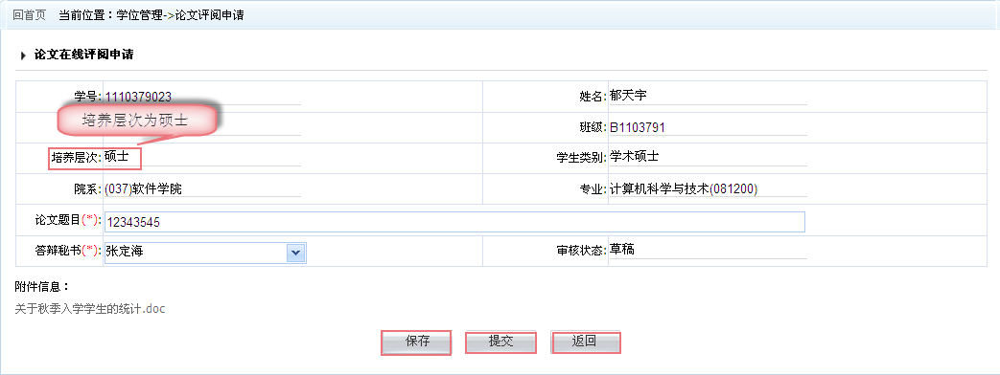 回首页 当前位置：学位管理->论文评阅申请
论文在线评阅申请
学号: 1110379023 姓名: 郁天宇
培养层次为硕士
班级: B1103791
培养层次: 硕士 学生类别: 学术硕士
院系: (037)软件学院 专业: 计算机科学与技术(081200)
论文题目(*): 12343545
答辩秘书(*): 张定海 审核状态: 草稿
附件信息：
关于秋季入学学生的统计.doc
保存 提交 返回